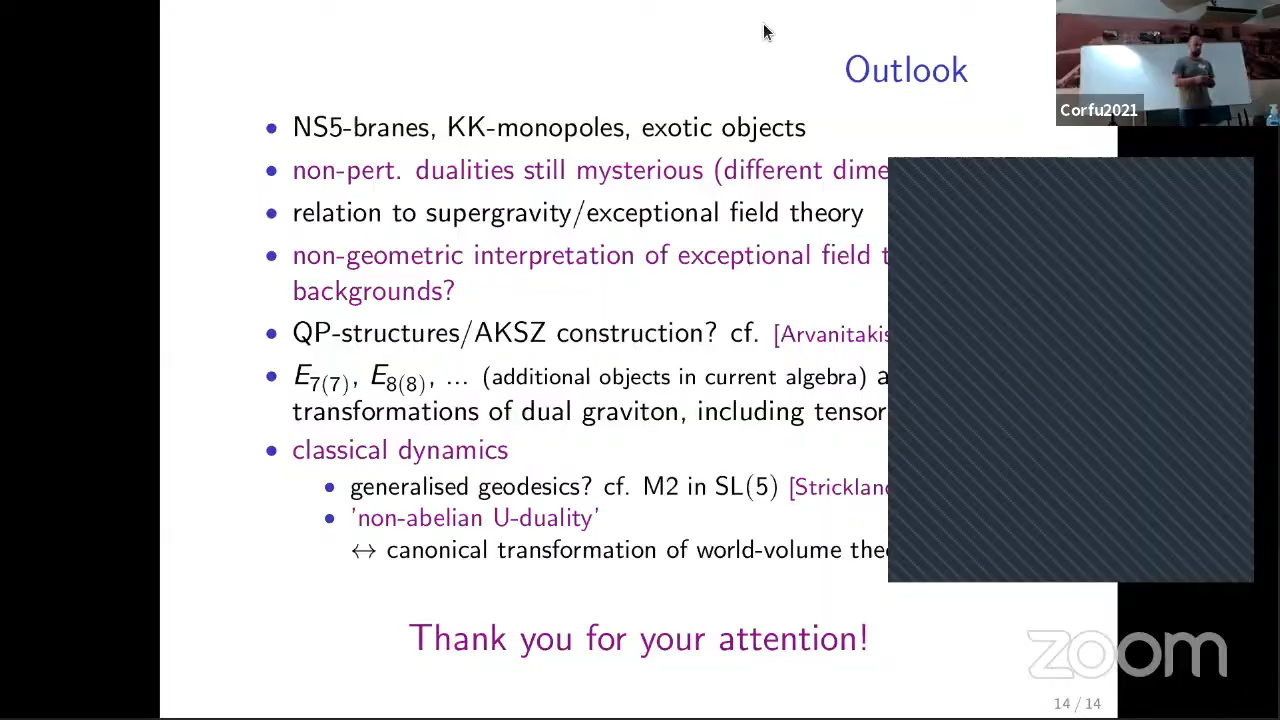 Outlook
Corfu2021
• NS5-branes, KK-monopoles, exotic objects
• non-pert. dualities still mysterious (different
• relation to supergravity/exceptional field theory
• non-geometric interpretation of exceptional field
backgrounds?
• QP-structures/AKSZ construction? cf. [Arvanitakis
• E7(7), E8(8), ... (additional objects in current algebra)
transformations of dual graviton, including tensor
• classical dynamics
• generalised geodesics? cf. M2 in SL(5)
• 'non-abelian U-duality'
↔ canonical transformation of world-volume
Thank you for your attention!
zoom
14 / 14